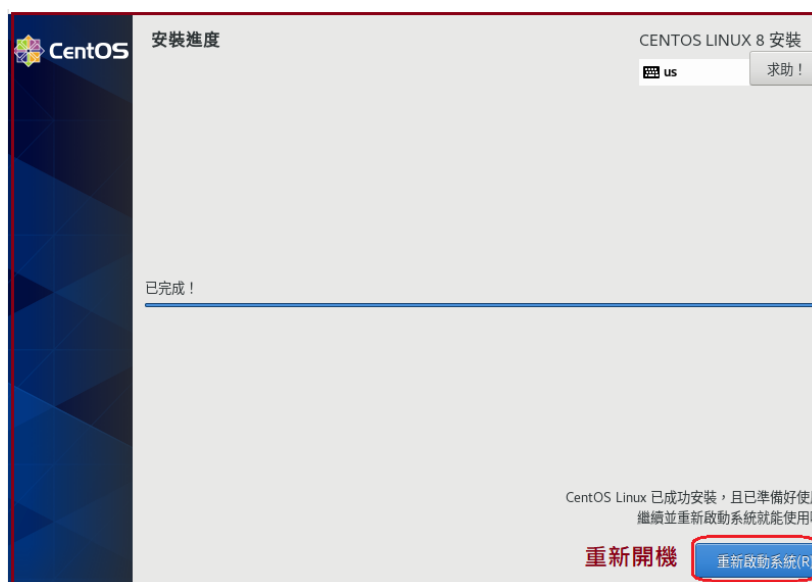 CentOS
安裝進度
CENTOS LINUX 8 安裝
us
求助！
已完成！
CentOS Linux 已成功安裝，且已準備好使
繼續並重新啟動系統就能使用
重新開機
重新啟動系統(R